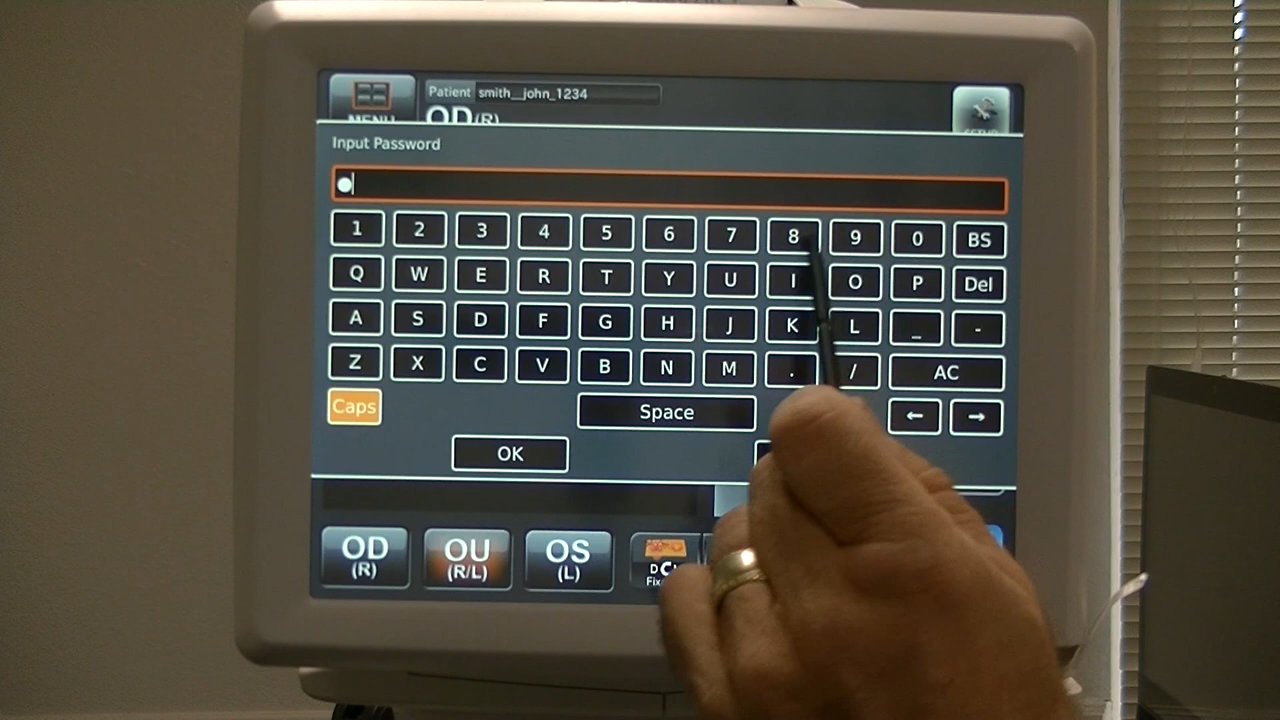 Patient smith__john_1234
MENU
OD(R)
Input Password
1 2 3 4 5 6 7 8 9 0 BS
Q W E R T Y U I O P Del
A S D F G H J K L _ -
Z X C V B N M . / AC
Caps Space ← →
OK
OD OU OS
(R) (R/L) (L)